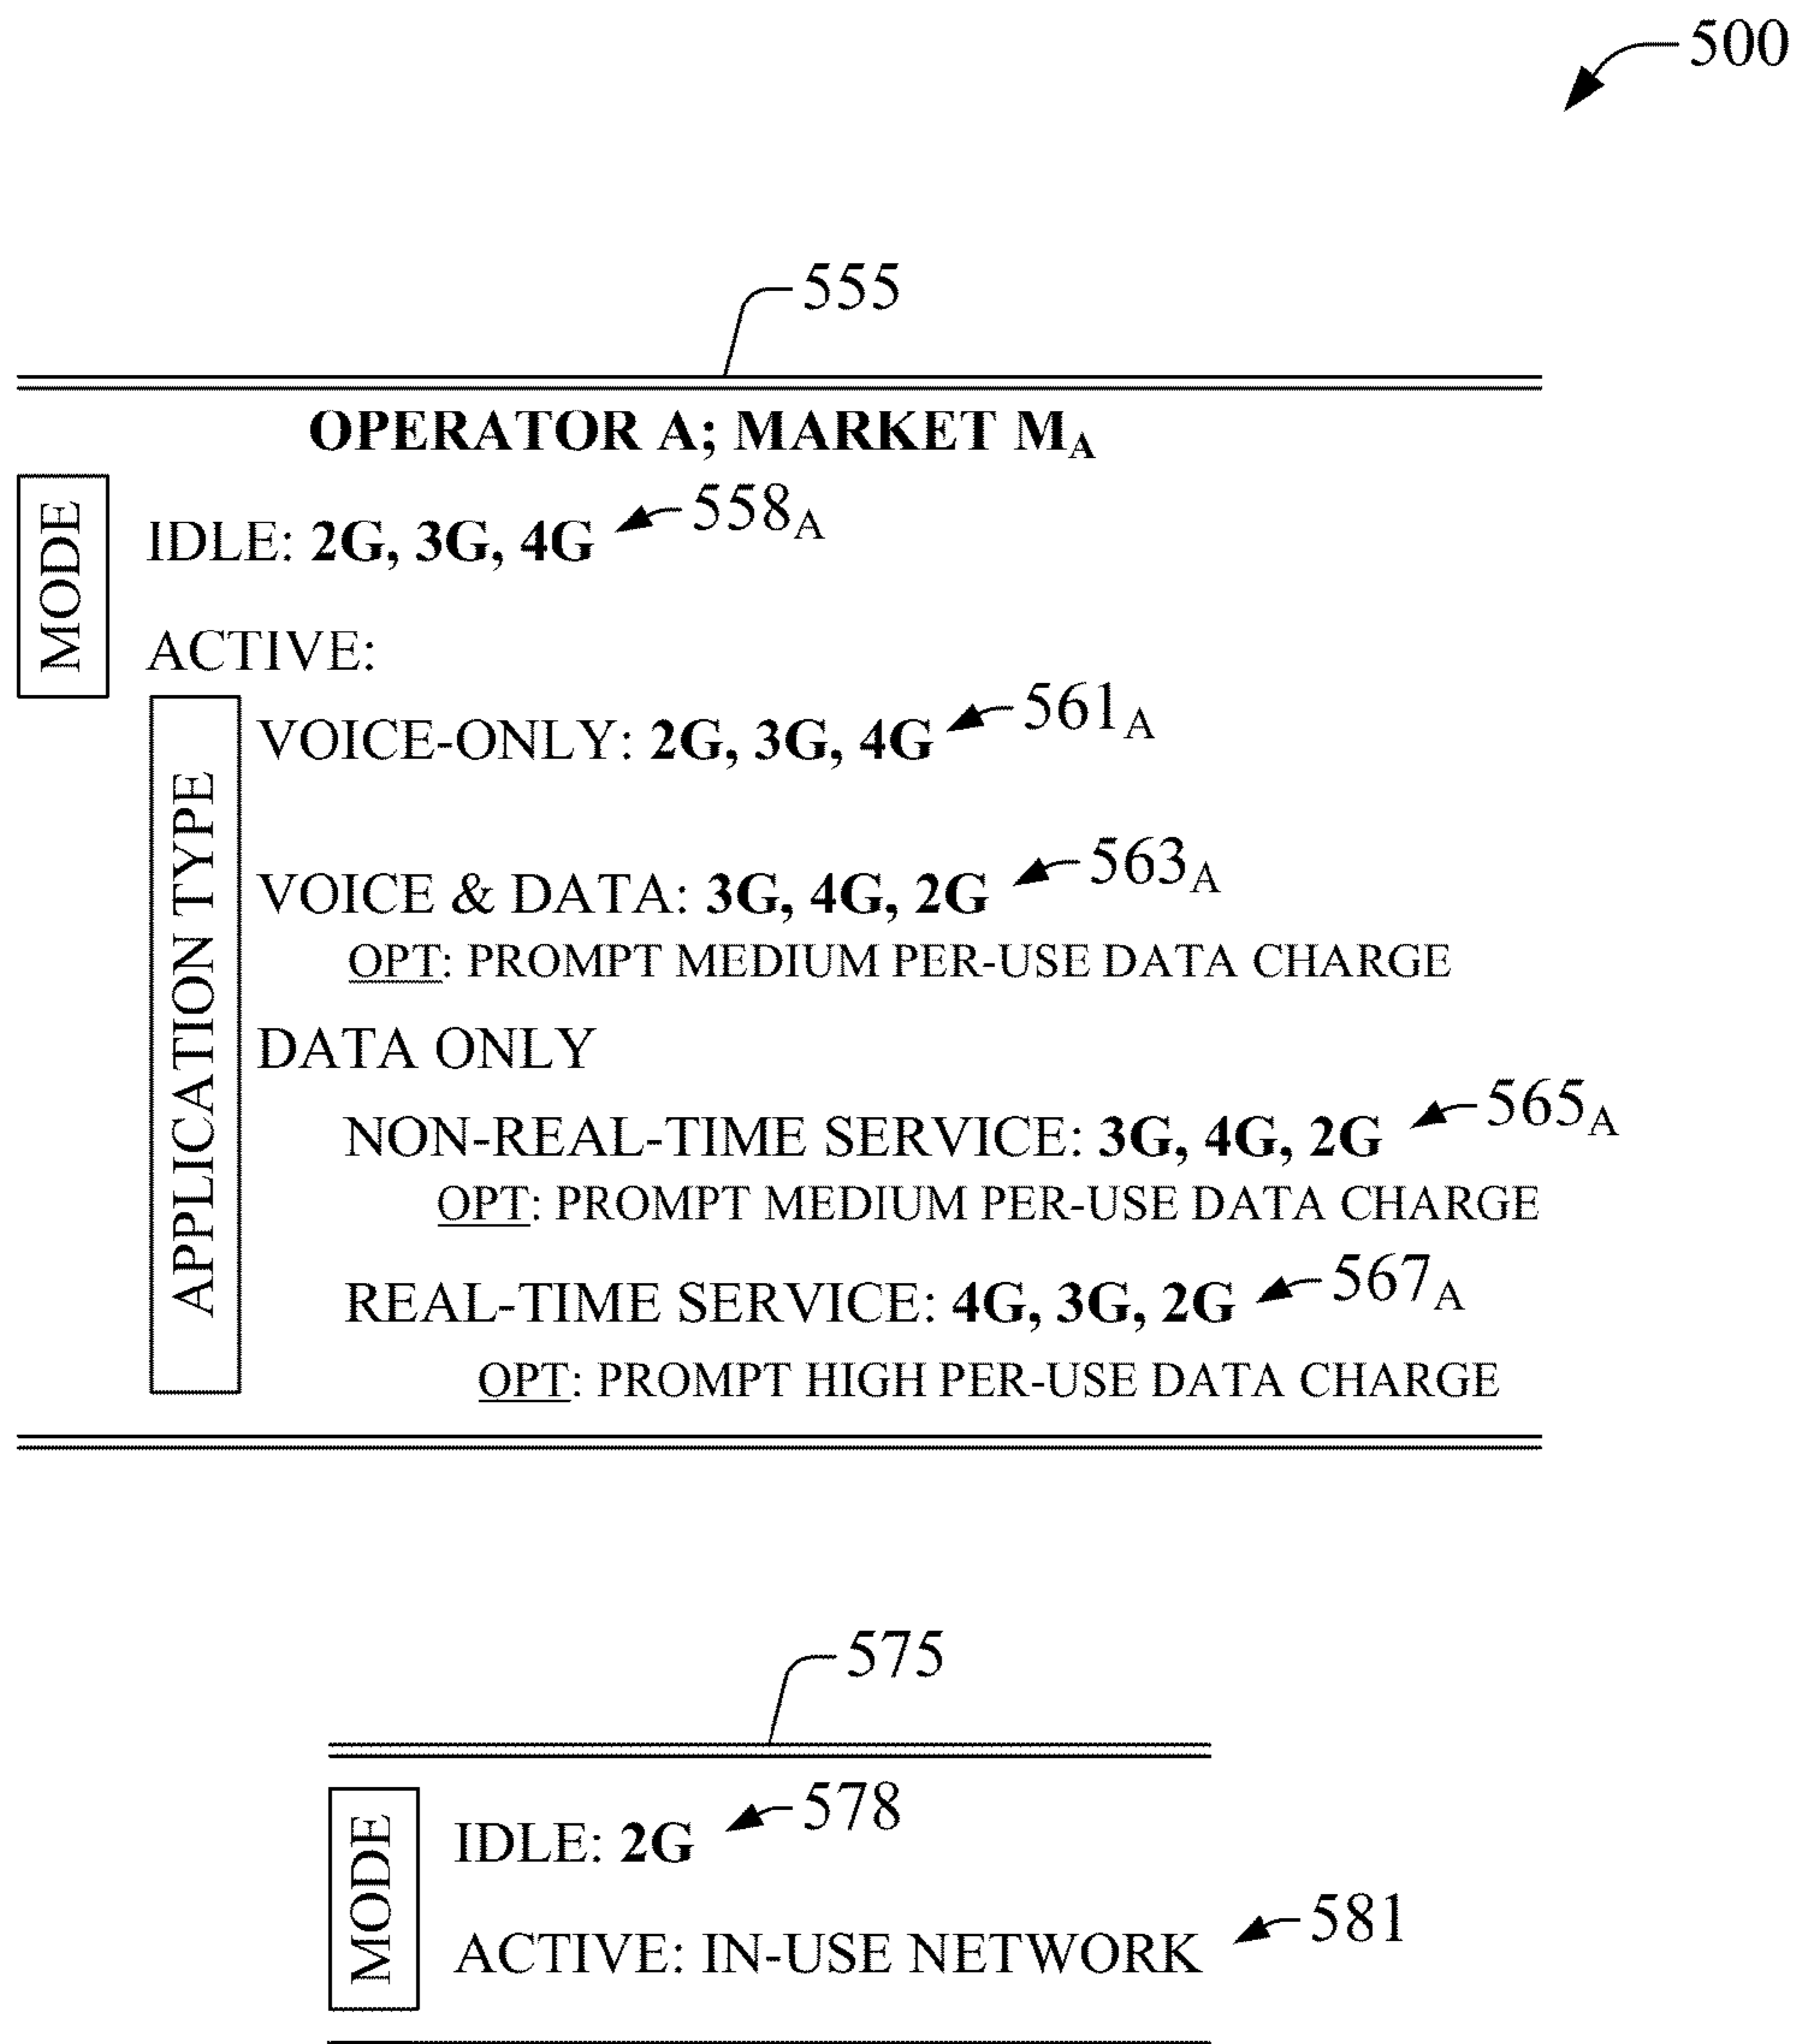 500
555
OPERATOR A; MARKET MA
MODE
IDLE: 2G, 3G, 4G
558A
ACTIVE:
APPLICATION TYPE
VOICE-ONLY: 2G, 3G, 4G
561A
VOICE & DATA: 3G, 4G, 2G
563A
OPT: PROMPT MEDIUM PER-USE DATA CHARGE
DATA ONLY
NON-REAL-TIME SERVICE: 3G, 4G, 2G
565A
OPT: PROMPT MEDIUM PER-USE DATA CHARGE
REAL-TIME SERVICE: 4G, 3G, 2G
567A
OPT: PROMPT HIGH PER-USE DATA CHARGE
575
MODE
IDLE: 2G
578
ACTIVE: IN-USE NETWORK
581